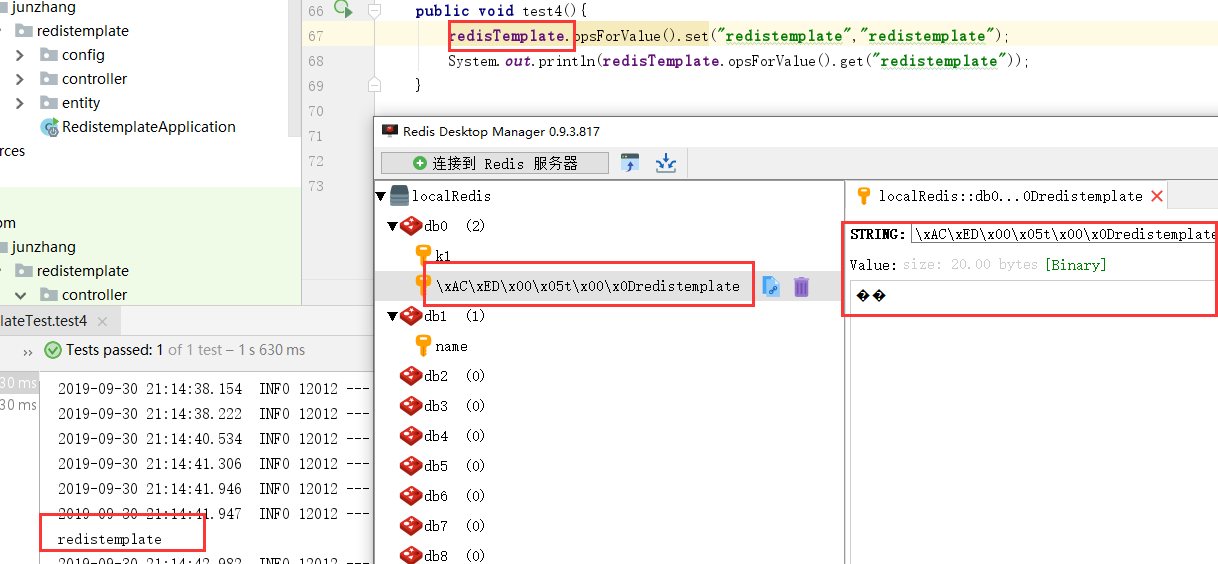 junzhang
redistemplate
config
controller
entity
RedistemplateApplication
rces
om
junzhang
redistemplate
controller
66 public void test4(){
67 redisTemplate.opsForValue().set("redistemplate","redistemplate");
68 System.out.println(redisTemplate.opsForValue().get("redistemplate"));
69 }
70
71
72
73
Redis Desktop Manager 0.9.3.817
连接到 Redis 服务器
localRedis
db0 (2)
k1
\xAC\xED\x00\x05t\x00\x0Dredistemplate
db1 (1)
name
db2 (0)
db3 (0)
db4 (0)
db5 (0)
db6 (0)
db7 (0)
db8 (0)
localRedis::db0...0Dredistemplate
STRING: \xAC\xED\x00\x05t\x00\x0Dredistemplate
Value: size: 20.00 bytes [Binary]
��
lateTest.test4
Tests passed: 1 of 1 test – 1 s 630 ms
30 ms
30 ms
2019-09-30 21:14:38.154 INFO 12012 ---
2019-09-30 21:14:38.222 INFO 12012 ---
2019-09-30 21:14:40.534 INFO 12012 ---
2019-09-30 21:14:41.306 INFO 12012 ---
2019-09-30 21:14:41.946 INFO 12012 ---
2019-09-30 21:14:41.947 INFO 12012 ---
redistemplate
2019-09-30 21:14:42.982 INFO 12012 ---